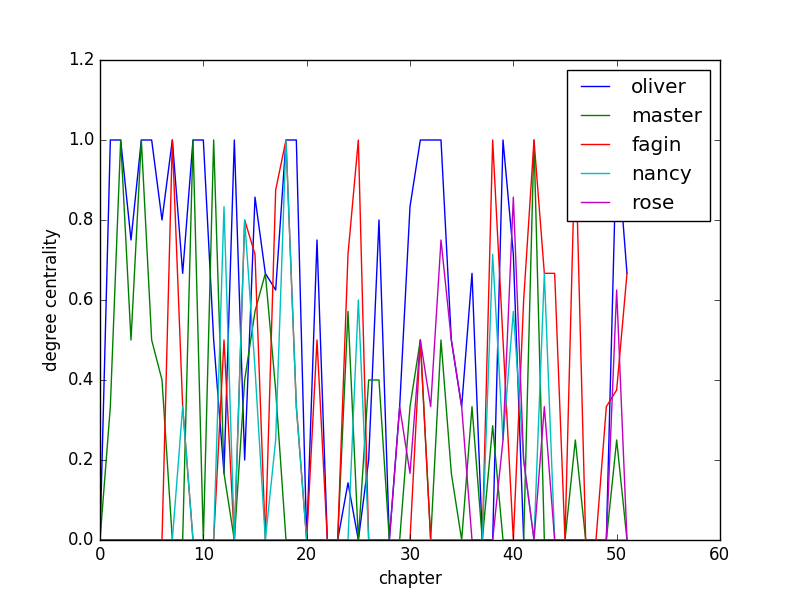 1.2
1.0
0.8
0.6
0.4
0.2
0.0
degree centrality
0 10 20 30 40 50 60
chapter
oliver
master
fagin
nancy
rose